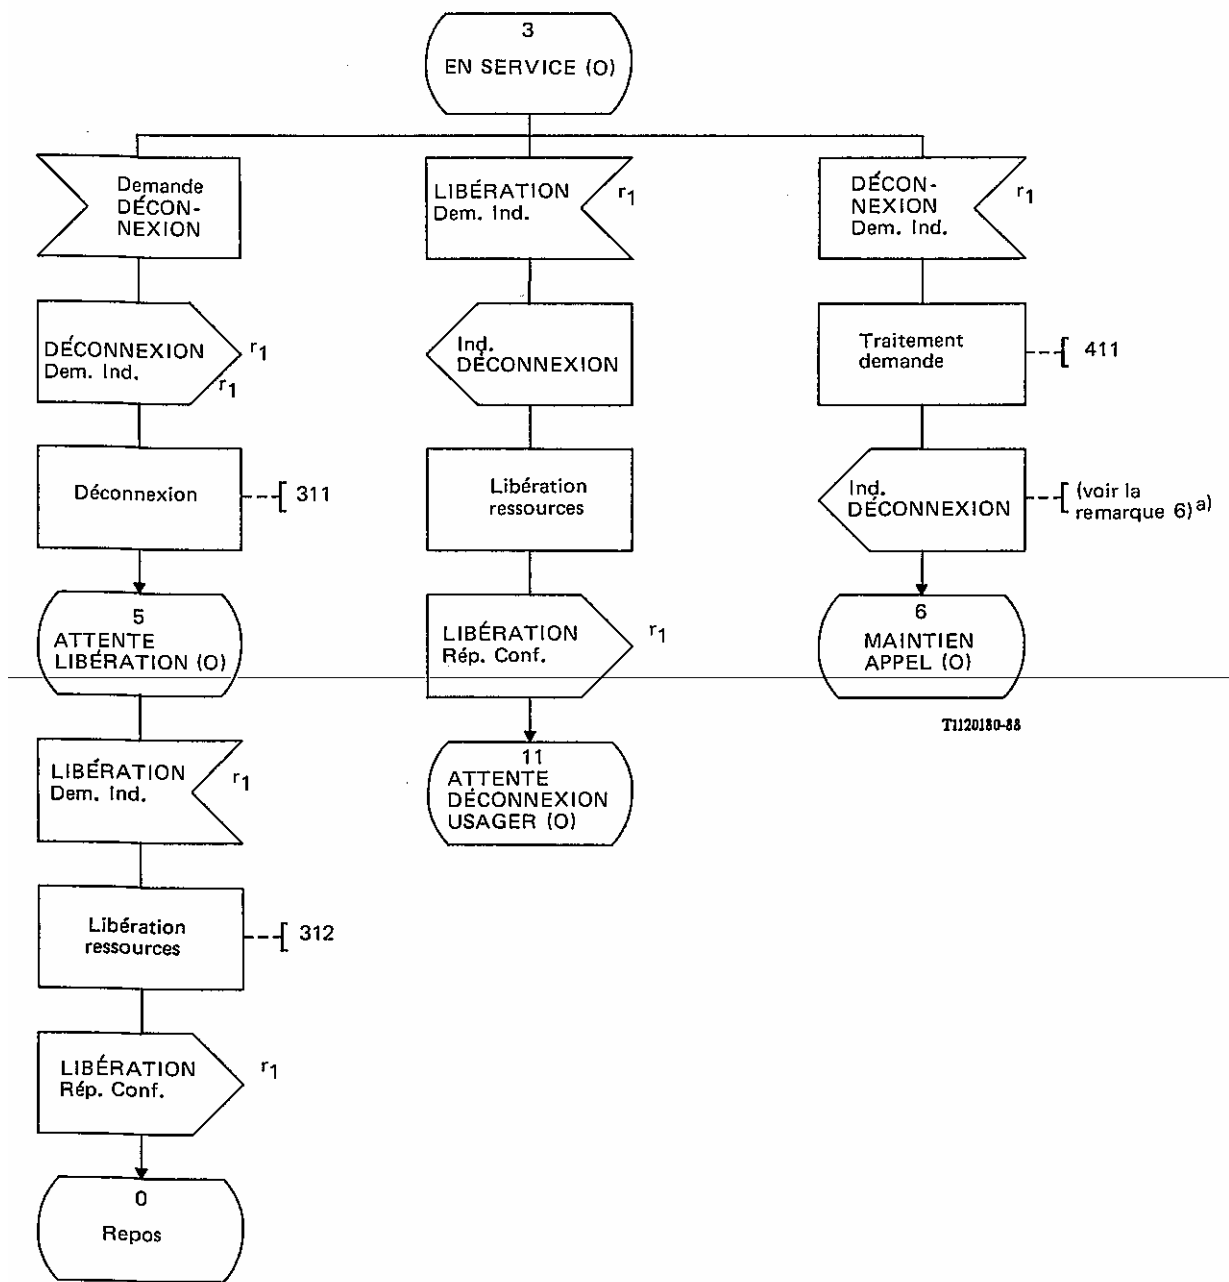 3
EN SERVICE (O)
Demande
DÉCON-
NEXION
DÉCONNEXION
Dem. Ind.
r1
r1
Déconnexion
311
5
ATTENTE
LIBÉRATION (O)
LIBÉRATION
Dem. Ind.
r1
Libération
ressources
312
LIBÉRATION
Rép. Conf.
r1
0
Repos
LIBÉRATION
Dem. Ind.
r1
Ind.
DÉCONNEXION
Libération
ressources
LIBÉRATION
Rép. Conf.
r1
11
ATTENTE
DÉCONNEXION
USAGER (O)
DÉCON-
NEXION
Dem. Ind.
r1
Traitement
demande
411
Ind.
DÉCONNEXION
(voir la
remarque 6)a)
6
MAINTIEN
APPEL (O)
T1120180-88